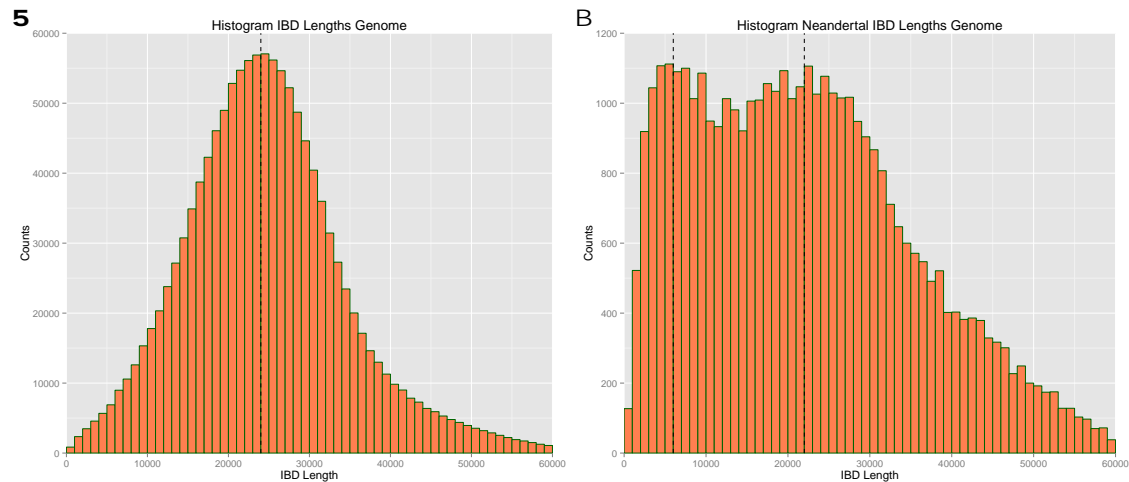 5
Histogram IBD Lengths Genome
60000
50000
40000
30000
20000
10000
0
Counts
0 10000 20000 30000 40000 50000 60000
IBD Length
B
Histogram Neandertal IBD Lengths Genome
1200
1000
800
600
400
200
0
Counts
0 10000 20000 30000 40000 50000 60000
IBD Length